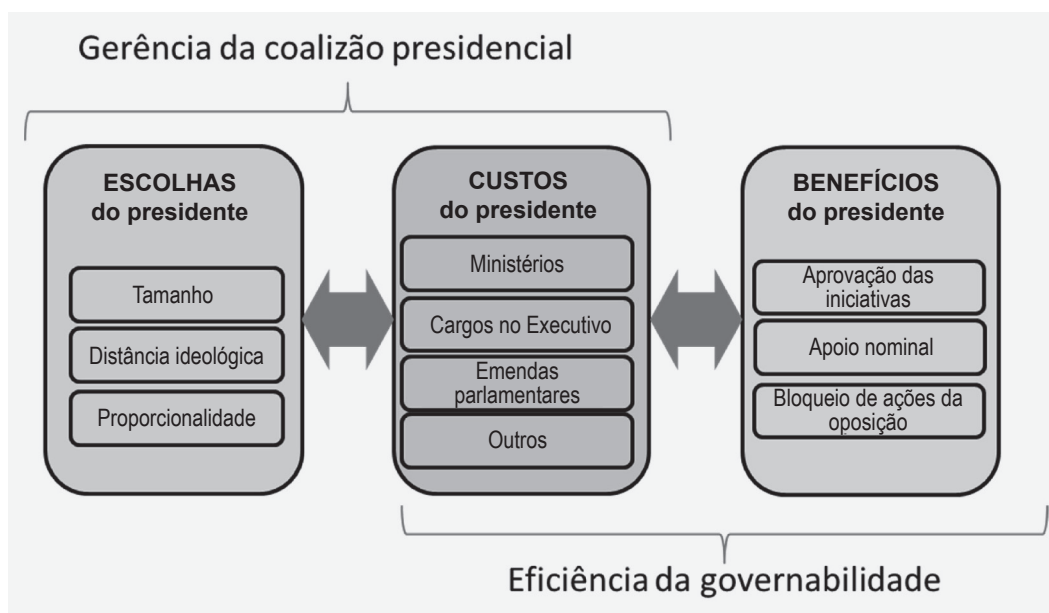 Gerência da coalizão presidencial
ESCOLHAS
do presidente
Tamanho
Distância ideológica
Proporcionalidade
CUSTOS
do presidente
Ministérios
Cargos no Executivo
Emendas
parlamentares
Outros
BENEFÍCIOS
do presidente
Aprovação das
iniciativas
Apoio nominal
Bloqueio de ações da
oposição
Eficiência da governabilidade